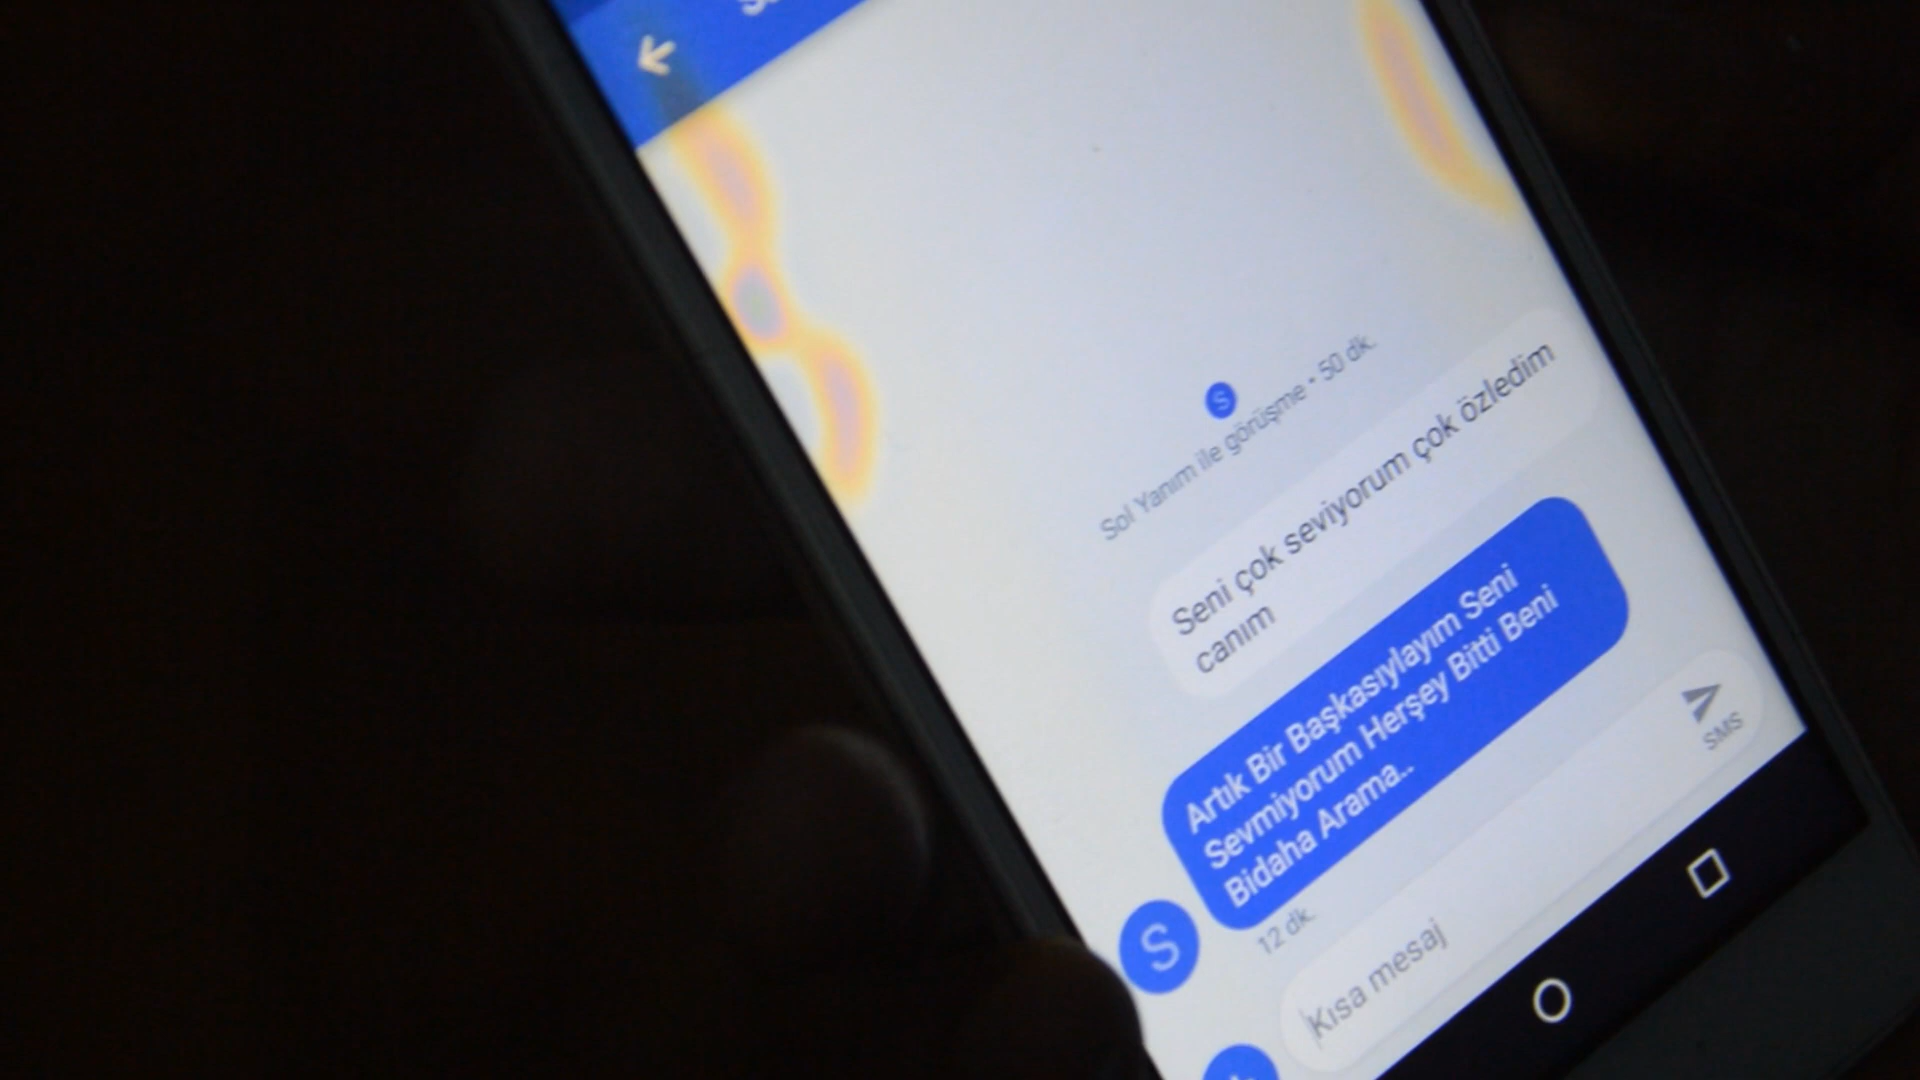 S
Sol Yanım ile görüşme • 50 dk.
Seni çok seviyorum çok özledim
canım
Artık Bir Başkasıylayım Seni
Sevmiyorum Herşey Bitti Beni
Bidaha Arama..
S
12 dk.
Kısa mesaj
SMS